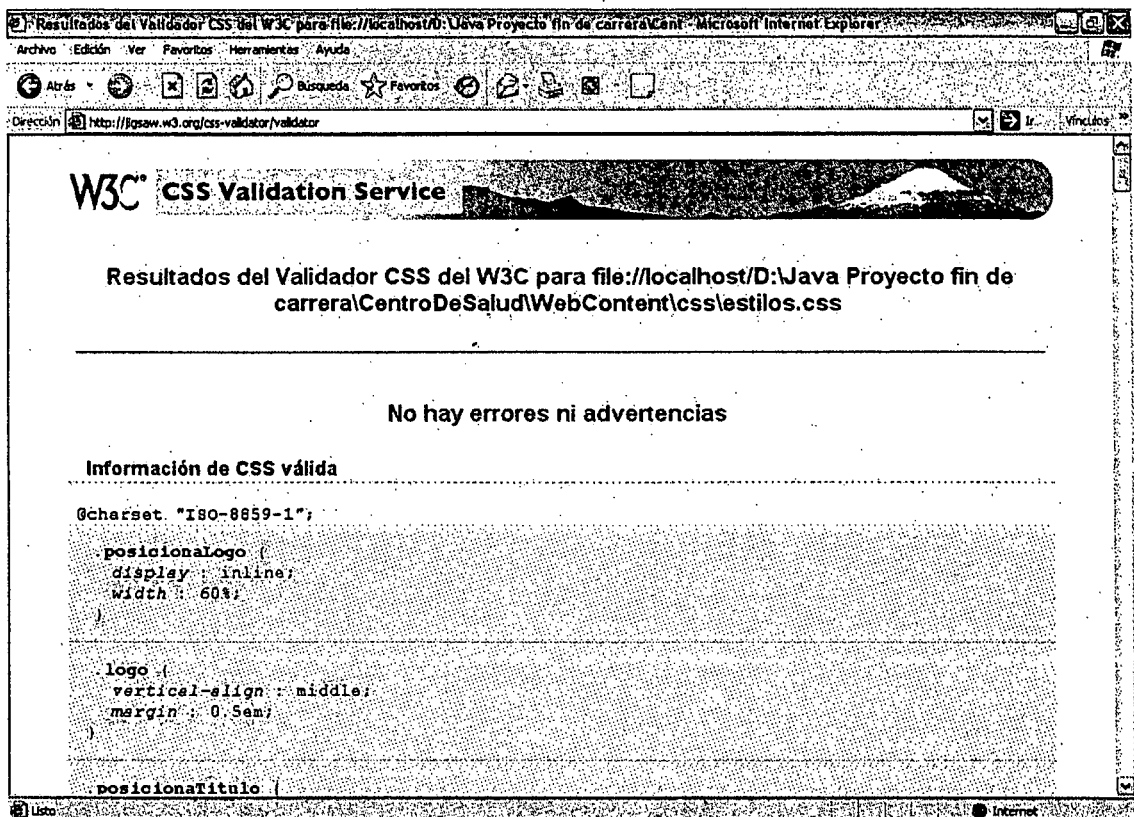 Resultados del Validador CSS del W3C para file://localhost/D:\Java Proyecto fin de carrera\Cent - Microsoft Internet Explorer
Archivo Edición Ver Favoritos Herramientas Ayuda
Atrás Búsqueda Favoritos
Dirección http://jigsaw.w3.org/css-validator/validator Ir Vínculos »
W3C® CSS Validation Service
Resultados del Validador CSS del W3C para file://localhost/D:\Java Proyecto fin de
carrera\CentroDeSalud\WebContent\css\estilos.css
No hay errores ni advertencias
Información de CSS válida
@charset "ISO-8859-1";
.posicionaLogo {
display : inline;
width : 60%;
}
.logo {
vertical-align : middle;
margin : 0.5em;
}
.posicionaTitulo {
Listo Internet